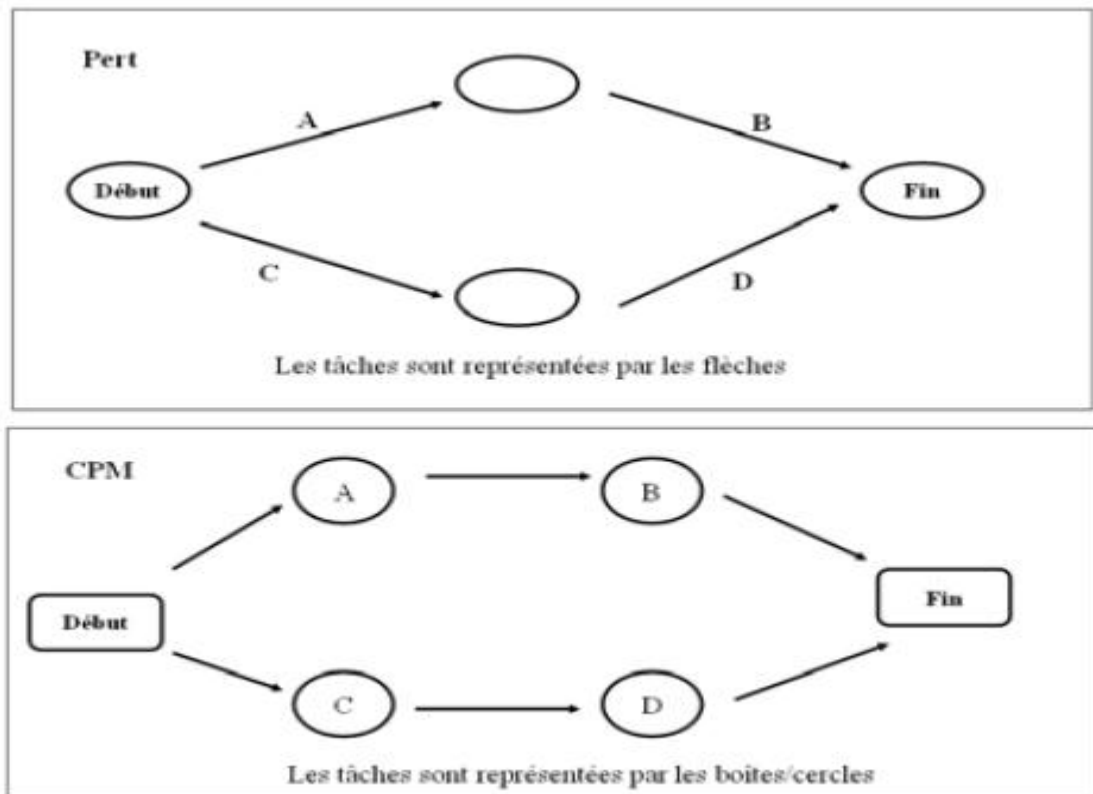 Pert
A
B
Début
Fin
C
D
Les tâches sont représentées par les flèches
CPM
A
B
Début
Fin
C
D
Les tâches sont représentées par les boîtes/cercles